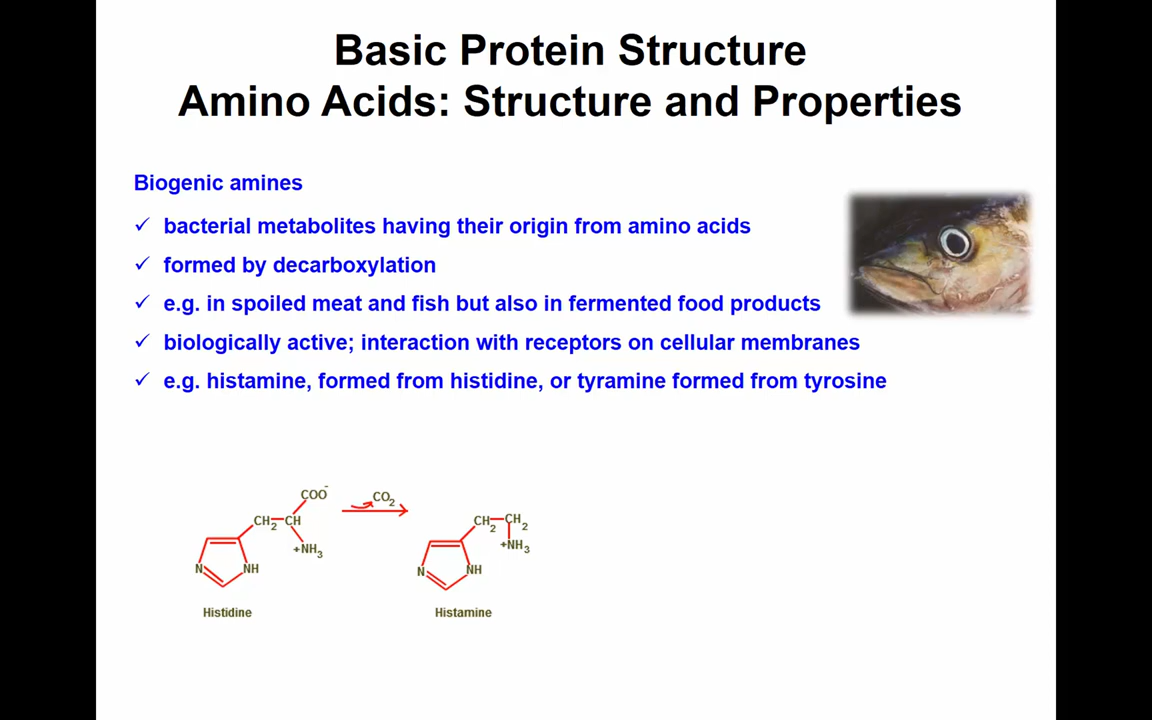 Basic Protein Structure
Amino Acids: Structure and Properties
Biogenic amines
✓ bacterial metabolites having their origin from amino acids
✓ formed by decarboxylation
✓ e.g. in spoiled meat and fish but also in fermented food products
✓ biologically active; interaction with receptors on cellular membranes
✓ e.g. histamine, formed from histidine, or tyramine formed from tyrosine
COO⁻
CO₂
CH₂ CH
CH₂ CH₂
+NH₃
+NH₃
N NH
N NH
Histidine
Histamine